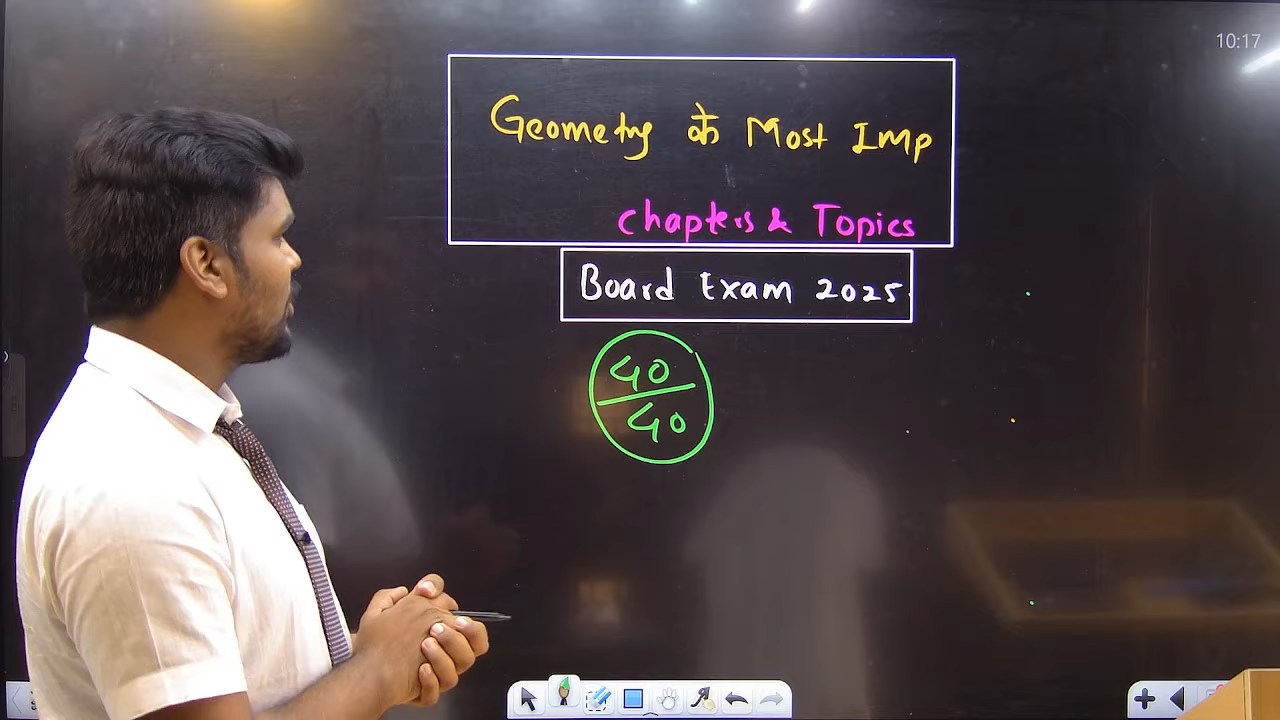 10:17
Geometry के Most Imp
chapters & Topics
Board Exam 2025
40
40